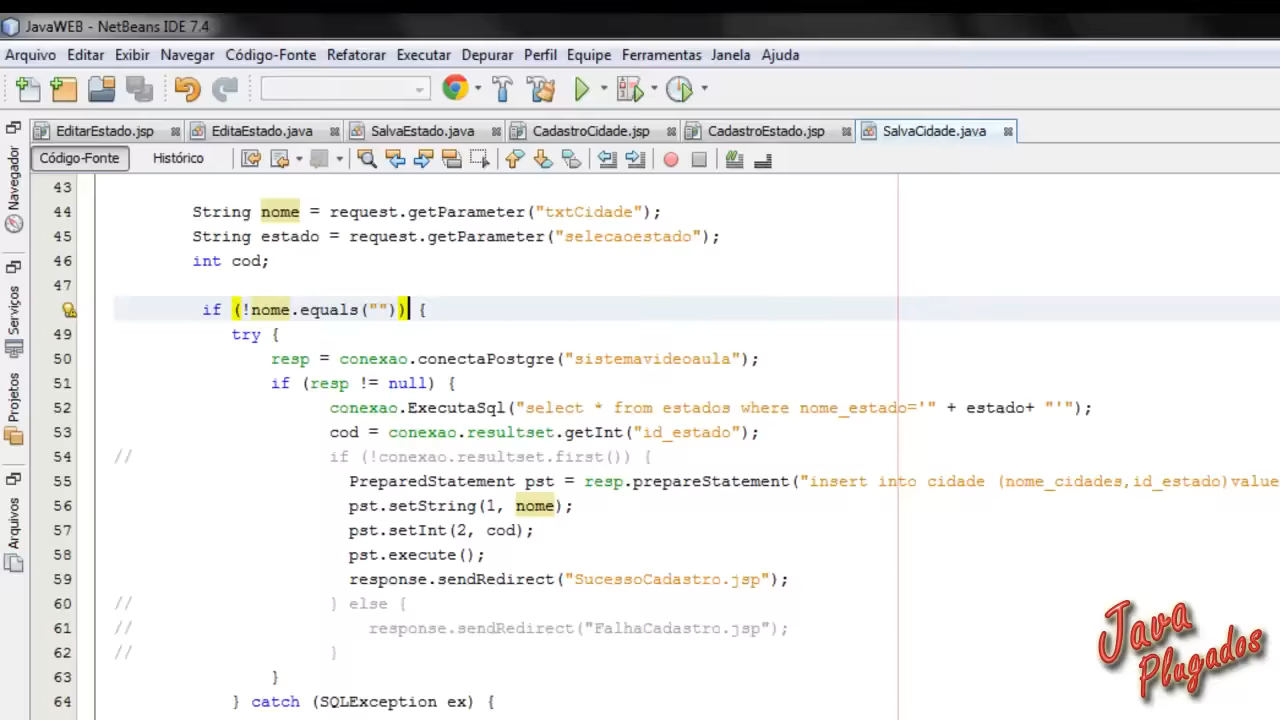 JavaWEB - NetBeans IDE 7.4
Arquivo Editar Exibir Navegar Código-Fonte Refatorar Executar Depurar Perfil Equipe Ferramentas Janela Ajuda
EditarEstado.jsp EditaEstado.java SalvaEstado.java CadastroCidade.jsp CadastroEstado.jsp SalvaCidade.java
Código-Fonte Histórico
Navegador
Serviços
Projetos
Arquivos
43
44 String nome = request.getParameter("txtCidade");
45 String estado = request.getParameter("selecaoestado");
46 int cod;
47
if (!nome.equals("")) {
49 try {
50 resp = conexao.conectaPostgre("sistemavideoaula");
51 if (resp != null) {
52 conexao.ExecutaSql("select * from estados where nome_estado='" + estado+ "'");
53 cod = conexao.resultset.getInt("id_estado");
54 // if (!conexao.resultset.first()) {
55 PreparedStatement pst = resp.prepareStatement("insert into cidade (nome_cidades,id_estado)value
56 pst.setString(1, nome);
57 pst.setInt(2, cod);
58 pst.execute();
59 response.sendRedirect("SucessoCadastro.jsp");
60 // } else {
61 // response.sendRedirect("FalhaCadastro.jsp");
62 // }
63 }
64 } catch (SQLException ex) {
Java
Plugados